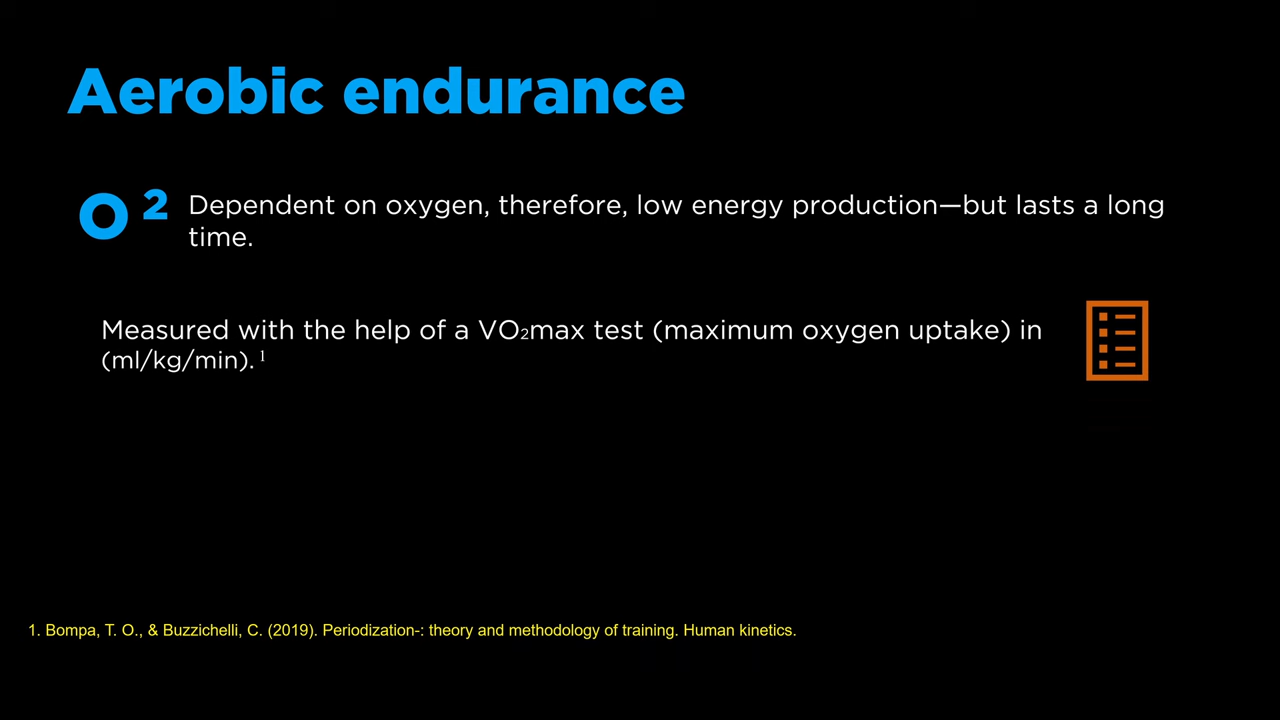 Aerobic endurance
O 2
Dependent on oxygen, therefore, low energy production—but lasts a long
time.
Measured with the help of a VO₂max test (maximum oxygen uptake) in
(ml/kg/min). ¹
1. Bompa, T. O., & Buzzichelli, C. (2019). Periodization-: theory and methodology of training. Human kinetics.